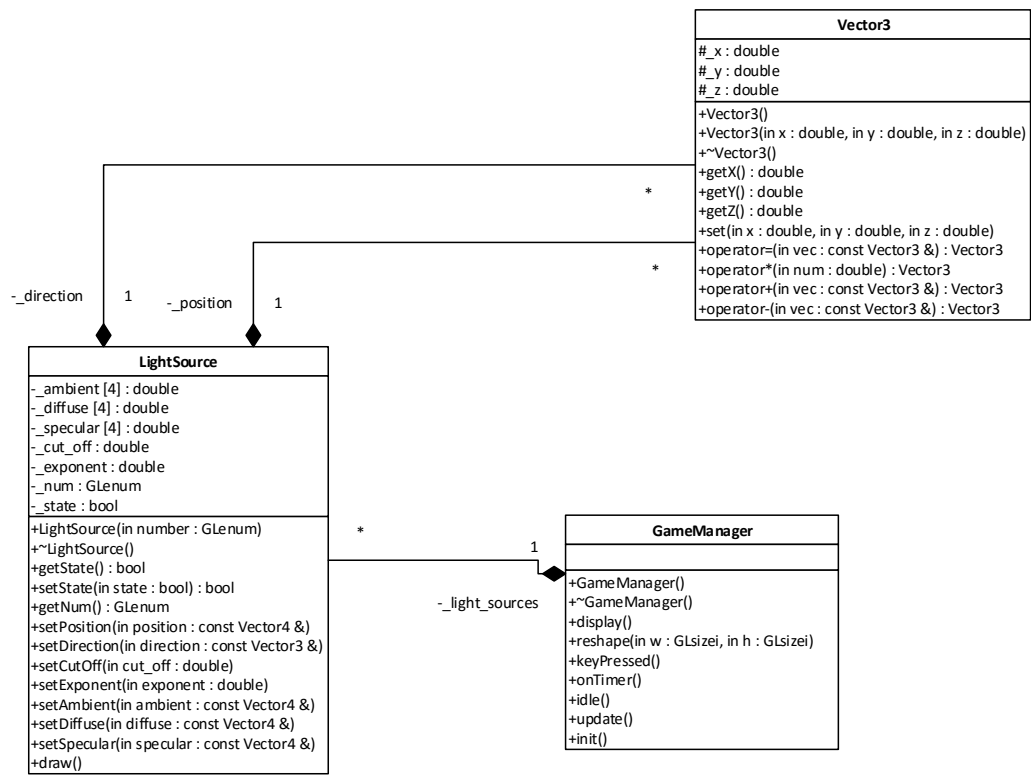 Vector3
#_x : double
#_y : double
#_z : double
+Vector3()
+Vector3(in x : double, in y : double, in z : double)
+~Vector3()
+getX() : double
+getY() : double
+getZ() : double
+set(in x : double, in y : double, in z : double)
+operator=(in vec : const Vector3 &) : Vector3
+operator*(in num : double) : Vector3
+operator+(in vec : const Vector3 &) : Vector3
+operator-(in vec : const Vector3 &) : Vector3
*
*
-_direction
1
-_position
1
LightSource
-_ambient [4] : double
-_diffuse [4] : double
-_specular [4] : double
-_cut_off : double
-_exponent : double
-_num : GLenum
-_state : bool
+LightSource(in number : GLenum)
+~LightSource()
+getState() : bool
+setState(in state : bool) : bool
+getNum() : GLenum
+setPosition(in position : const Vector4 &)
+setDirection(in direction : const Vector3 &)
+setCutOff(in cut_off : double)
+setExponent(in exponent : double)
+setAmbient(in ambient : const Vector4 &)
+setDiffuse(in diffuse : const Vector4 &)
+setSpecular(in specular : const Vector4 &)
+draw()
*
1
-_light_sources
GameManager
+GameManager()
+~GameManager()
+display()
+reshape(in w : GLsizei, in h : GLsizei)
+keyPressed()
+onTimer()
+idle()
+update()
+init()